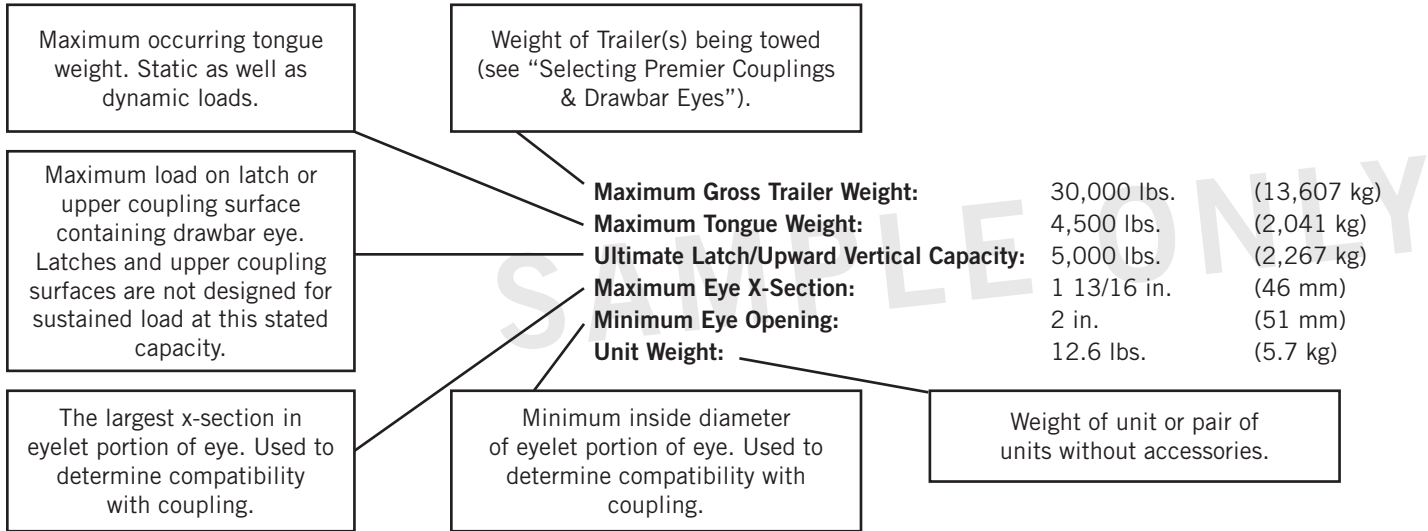 Maximum occurring tongue
weight. Static as well as
dynamic loads.
Weight of Trailer(s) being towed
(see “Selecting Premier Couplings
& Drawbar Eyes”).
Maximum load on latch or
upper coupling surface
containing drawbar eye.
Latches and upper coupling
surfaces are not designed for
sustained load at this stated
capacity.
SAMPLE ONLY
Maximum Gross Trailer Weight: 30,000 lbs. (13,607 kg)
Maximum Tongue Weight: 4,500 lbs. (2,041 kg)
Ultimate Latch/Upward Vertical Capacity: 5,000 lbs. (2,267 kg)
Maximum Eye X-Section: 1 13/16 in. (46 mm)
Minimum Eye Opening: 2 in. (51 mm)
Unit Weight: 12.6 lbs. (5.7 kg)
The largest x-section in
eyelet portion of eye. Used to
determine compatibility
with coupling.
Minimum inside diameter
of eyelet portion of eye. Used to
determine compatibility with
coupling.
Weight of unit or pair of
units without accessories.